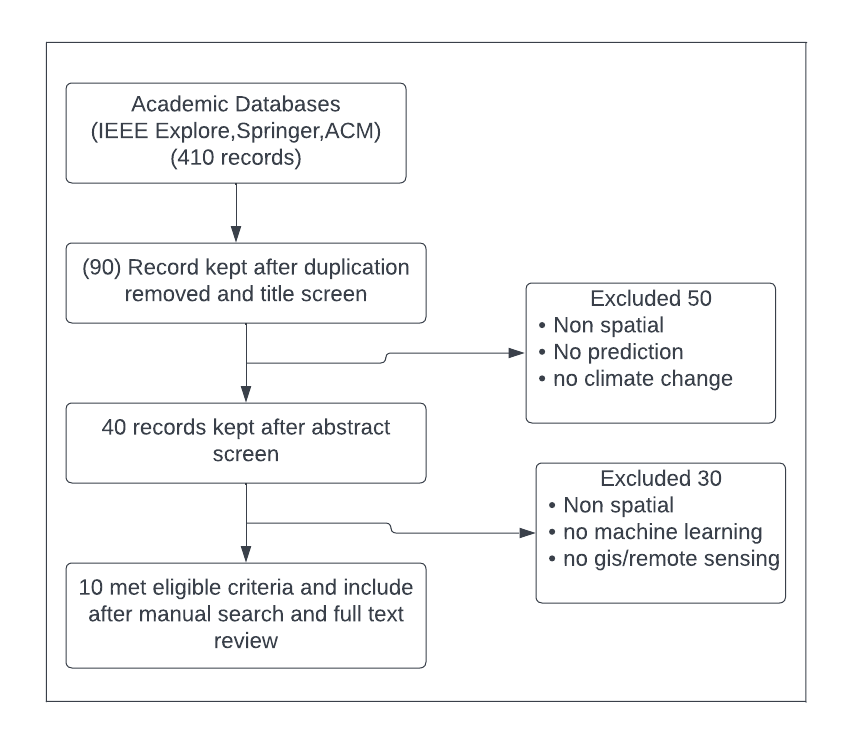 Academic Databases
(IEEE Explore,Springer,ACM)
(410 records)
(90) Record kept after duplication
removed and title screen
Excluded 50
• Non spatial
• No prediction
• no climate change
40 records kept after abstract
screen
Excluded 30
• Non spatial
• no machine learning
• no gis/remote sensing
10 met eligible criteria and include
after manual search and full text
review